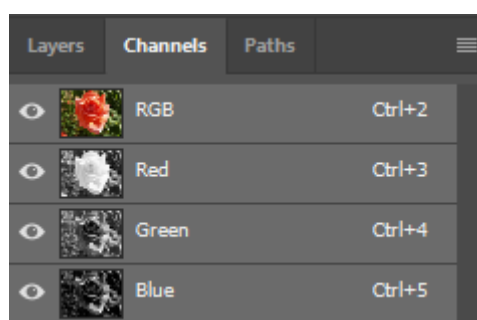 Layers Channels Paths
RGB Ctrl+2
Red Ctrl+3
Green Ctrl+4
Blue Ctrl+5